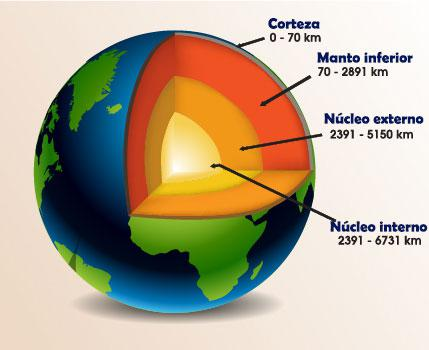 Corteza
0 - 70 km
Manto inferior
70 - 2891 km
Núcleo externo
2391 - 5150 km
Núcleo interno
2391 - 6731 km